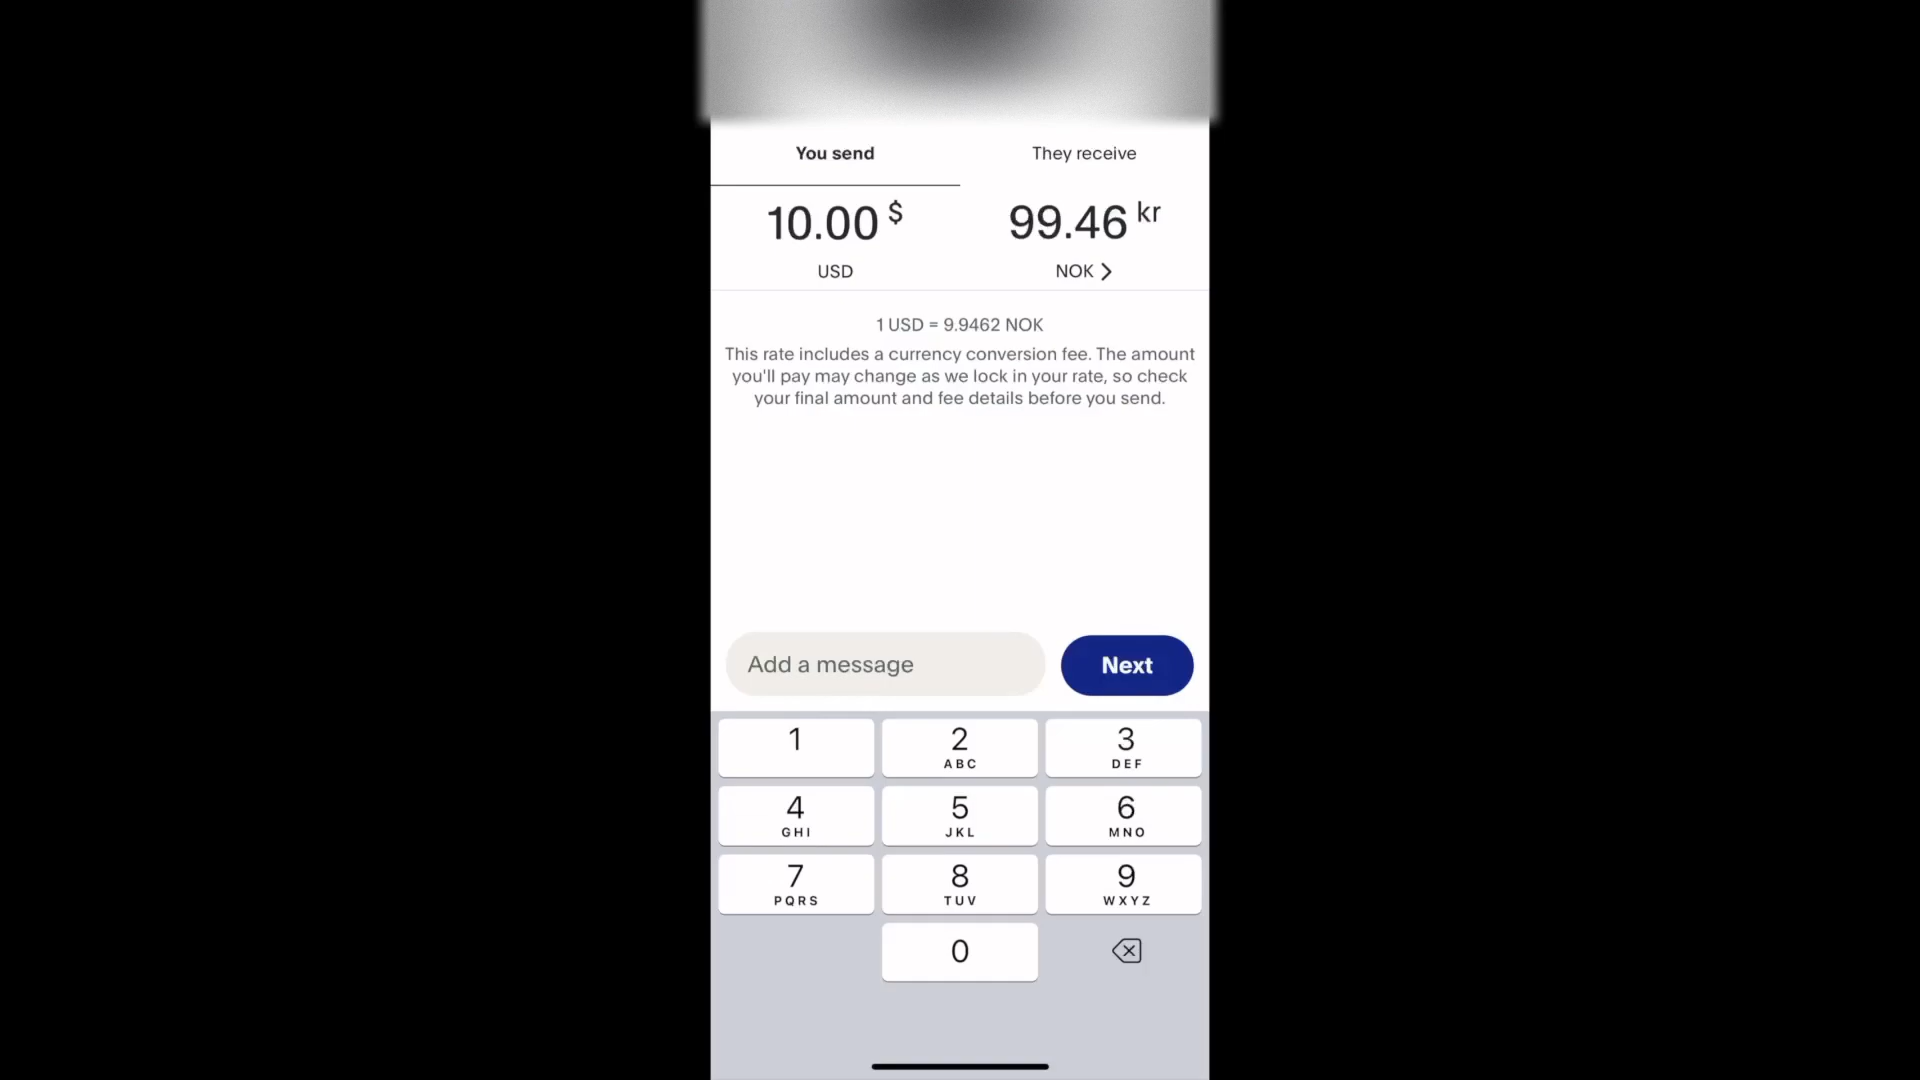 You send
They receive
10.00 $
99.46 kr
USD
NOK
1 USD = 9.9462 NOK
This rate includes a currency conversion fee. The amount
you'll pay may change as we lock in your rate, so check
your final amount and fee details before you send.
Add a message
Next
1
2
ABC
3
DEF
4
GHI
5
JKL
6
MNO
7
PQRS
8
TUV
9
WXYZ
0